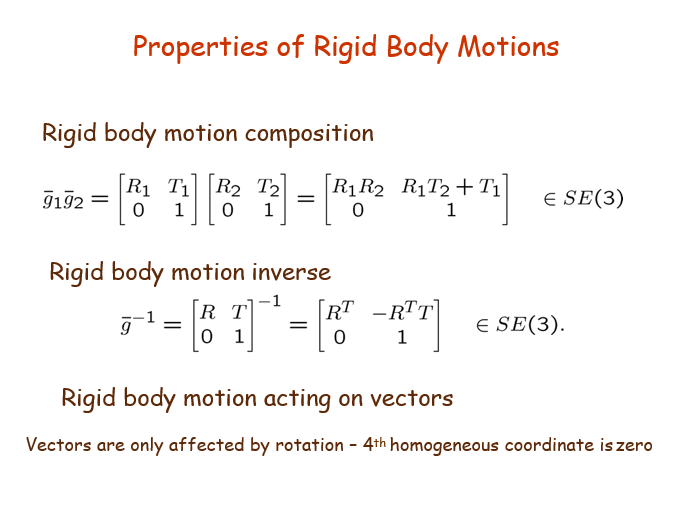 Properties of Rigid Body Motions
Rigid body motion composition
$\bar{g}_1\bar{g}_2 = \begin{bmatrix} R_1 & T_1 \\ 0 & 1 \end{bmatrix} \begin{bmatrix} R_2 & T_2 \\ 0 & 1 \end{bmatrix} = \begin{bmatrix} R_1R_2 & R_1T_2 + T_1 \\ 0 & 1 \end{bmatrix} \in SE(3)$
Rigid body motion inverse
$\bar{g}^{-1} = \begin{bmatrix} R & T \\ 0 & 1 \end{bmatrix}^{-1} = \begin{bmatrix} R^T & -R^TT \\ 0 & 1 \end{bmatrix} \in SE(3).$
Rigid body motion acting on vectors
Vectors are only affected by rotation – 4th homogeneous coordinate is zero